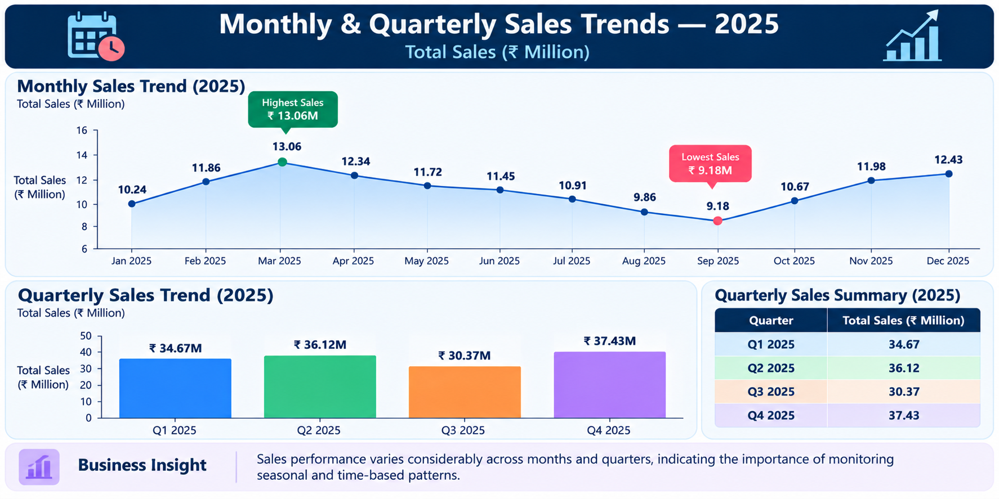 Monthly & Quarterly Sales Trends — 2025
Total Sales (₹ Million)
Monthly Sales Trend (2025)
Total Sales (₹ Million)
Highest Sales
₹ 13.06M
Lowest Sales
₹ 9.18M
Total Sales
(₹ Million)
16
14
12
10
8
6
10.24
11.86
13.06
12.34
11.72
11.45
10.91
9.86
9.18
10.67
11.98
12.43
Jan 2025
Feb 2025
Mar 2025
Apr 2025
May 2025
Jun 2025
Jul 2025
Aug 2025
Sep 2025
Oct 2025
Nov 2025
Dec 2025
Quarterly Sales Trend (2025)
Total Sales (₹ Million)
Total Sales
(₹ Million)
50
40
30
20
10
0
₹ 34.67M
₹ 36.12M
₹ 30.37M
₹ 37.43M
Q1 2025
Q2 2025
Q3 2025
Q4 2025
Quarterly Sales Summary (2025)
Quarter Total Sales (₹ Million)
Q1 2025 34.67
Q2 2025 36.12
Q3 2025 30.37
Q4 2025 37.43
Business Insight
Sales performance varies considerably across months and quarters, indicating the importance of monitoring
seasonal and time-based patterns.